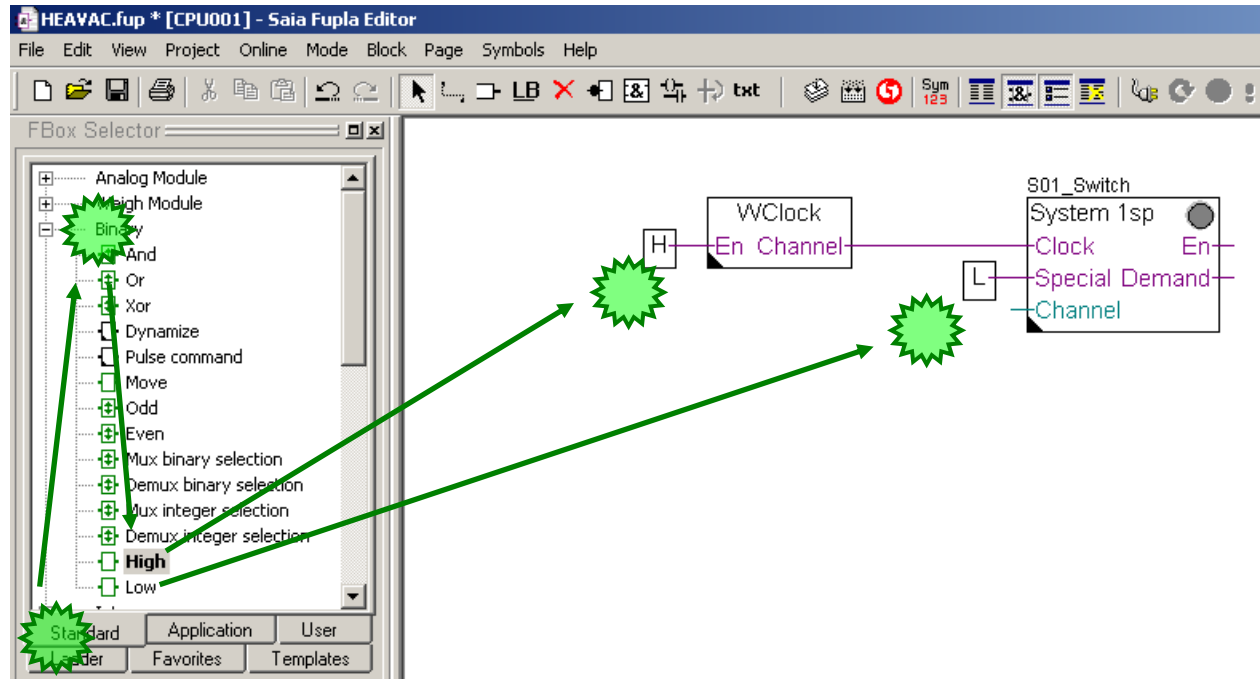 HEAVAC.fup * [CPU001] - Saia Fupla Editor
File Edit View Project Online Mode Block Page Symbols Help
LB & txt Sym 123 &
FBox Selector
Analog Module
Weigh Module
Binary
And
Or
Xor
Dynamize
Pulse command
Move
Odd
Even
Mux binary selection
Demux binary selection
Mux integer selection
Demux integer selection
High
Low
Standard Application User
Ladder Favorites Templates
S01_Switch
WClock System 1sp
H En Channel Clock En
L Special Demand
Channel